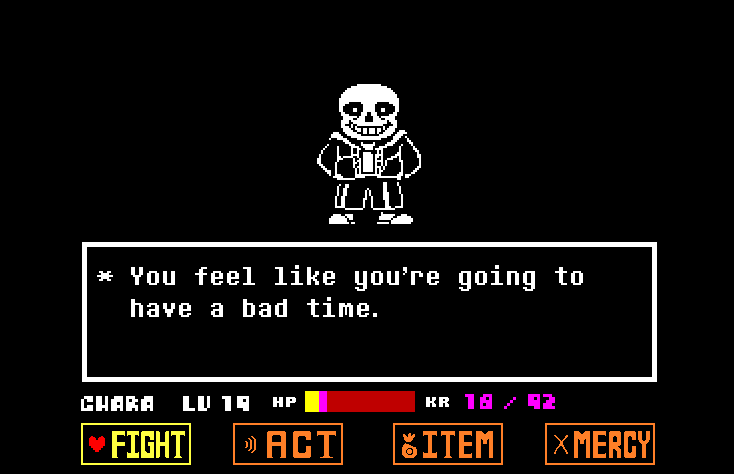 * You feel like you're going to
have a bad time.
CHARA LV 19 HP KR 18 / 92
FIGHT ACT ITEM MERCY